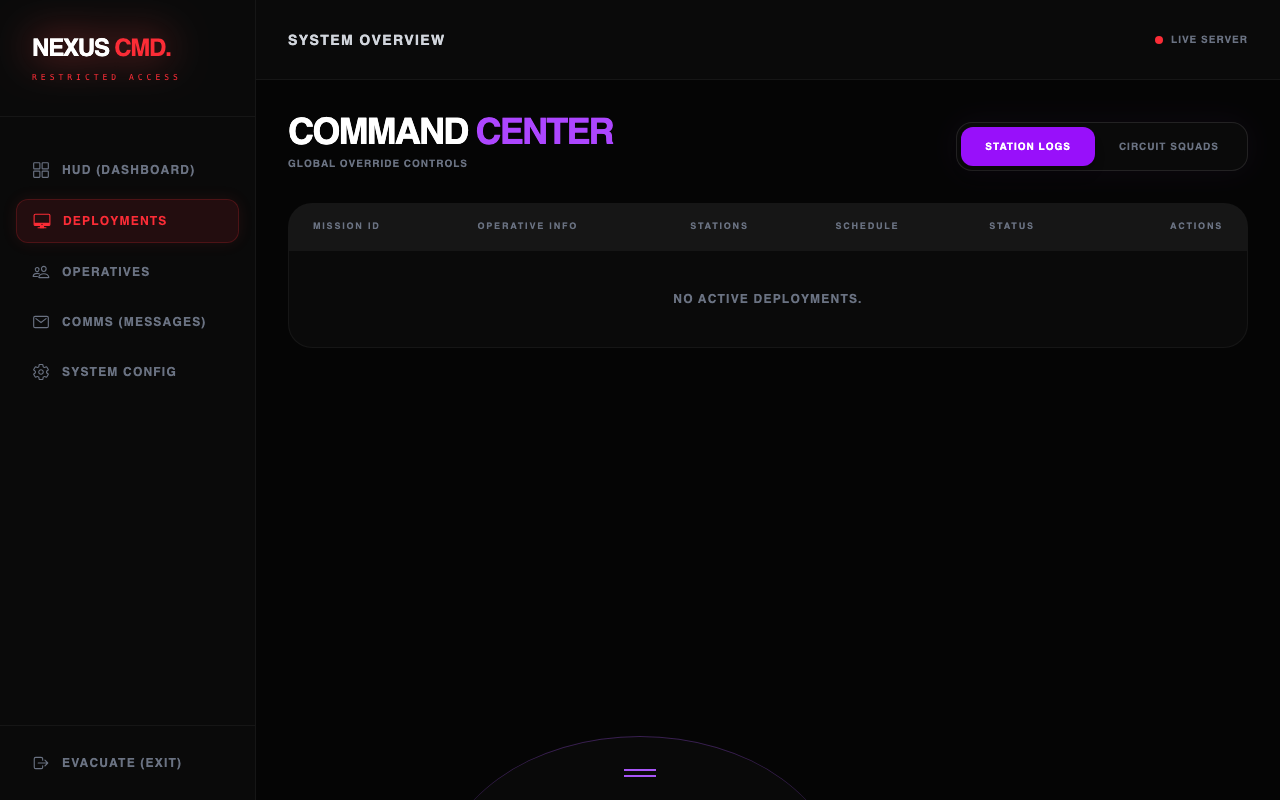 NEXUS CMD.
RESTRICTED ACCESS
HUD (DASHBOARD)
DEPLOYMENTS
OPERATIVES
COMMS (MESSAGES)
SYSTEM CONFIG
EVACUATE (EXIT)
SYSTEM OVERVIEW
LIVE SERVER
COMMAND CENTER
GLOBAL OVERRIDE CONTROLS
STATION LOGS
CIRCUIT SQUADS
MISSION ID OPERATIVE INFO STATIONS SCHEDULE STATUS ACTIONS
NO ACTIVE DEPLOYMENTS.